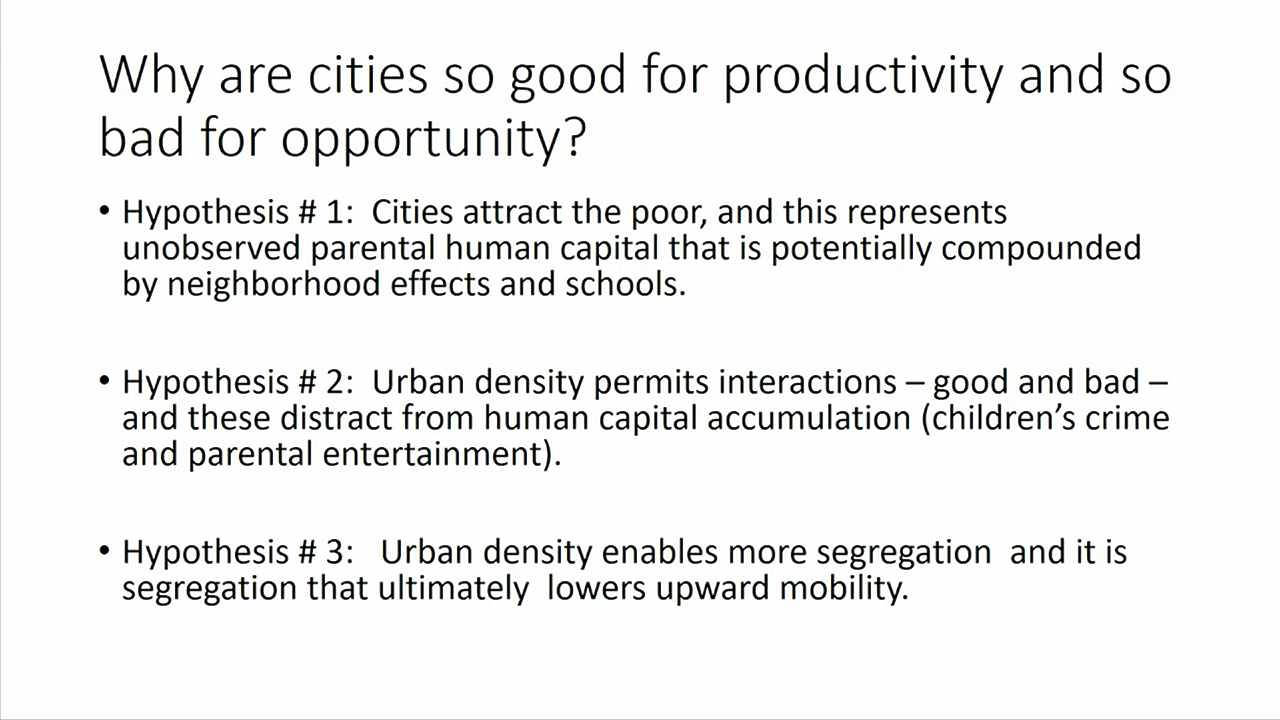 Why are cities so good for productivity and so
bad for opportunity?
• Hypothesis # 1:  Cities attract the poor, and this represents
unobserved parental human capital that is potentially compounded
by neighborhood effects and schools.
• Hypothesis # 2:  Urban density permits interactions – good and bad –
and these distract from human capital accumulation (children’s crime
and parental entertainment).
• Hypothesis # 3:   Urban density enables more segregation  and it is
segregation that ultimately  lowers upward mobility.